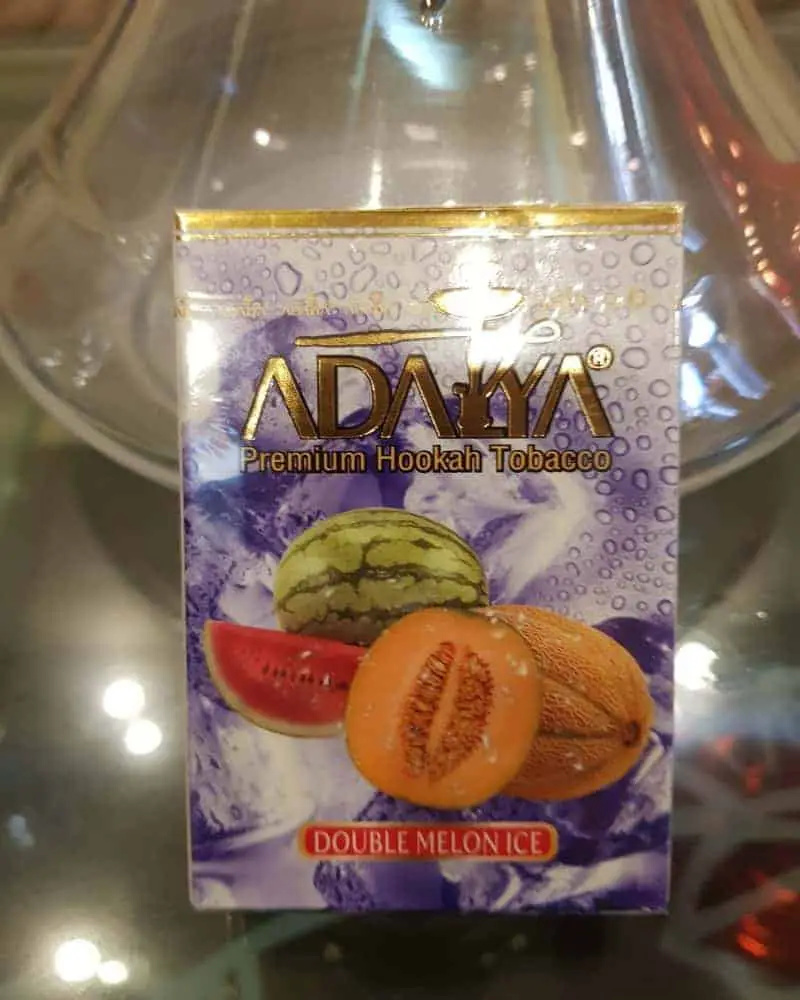 ADALYA®
Premium Hookah Tobacco
DOUBLE MELON ICE